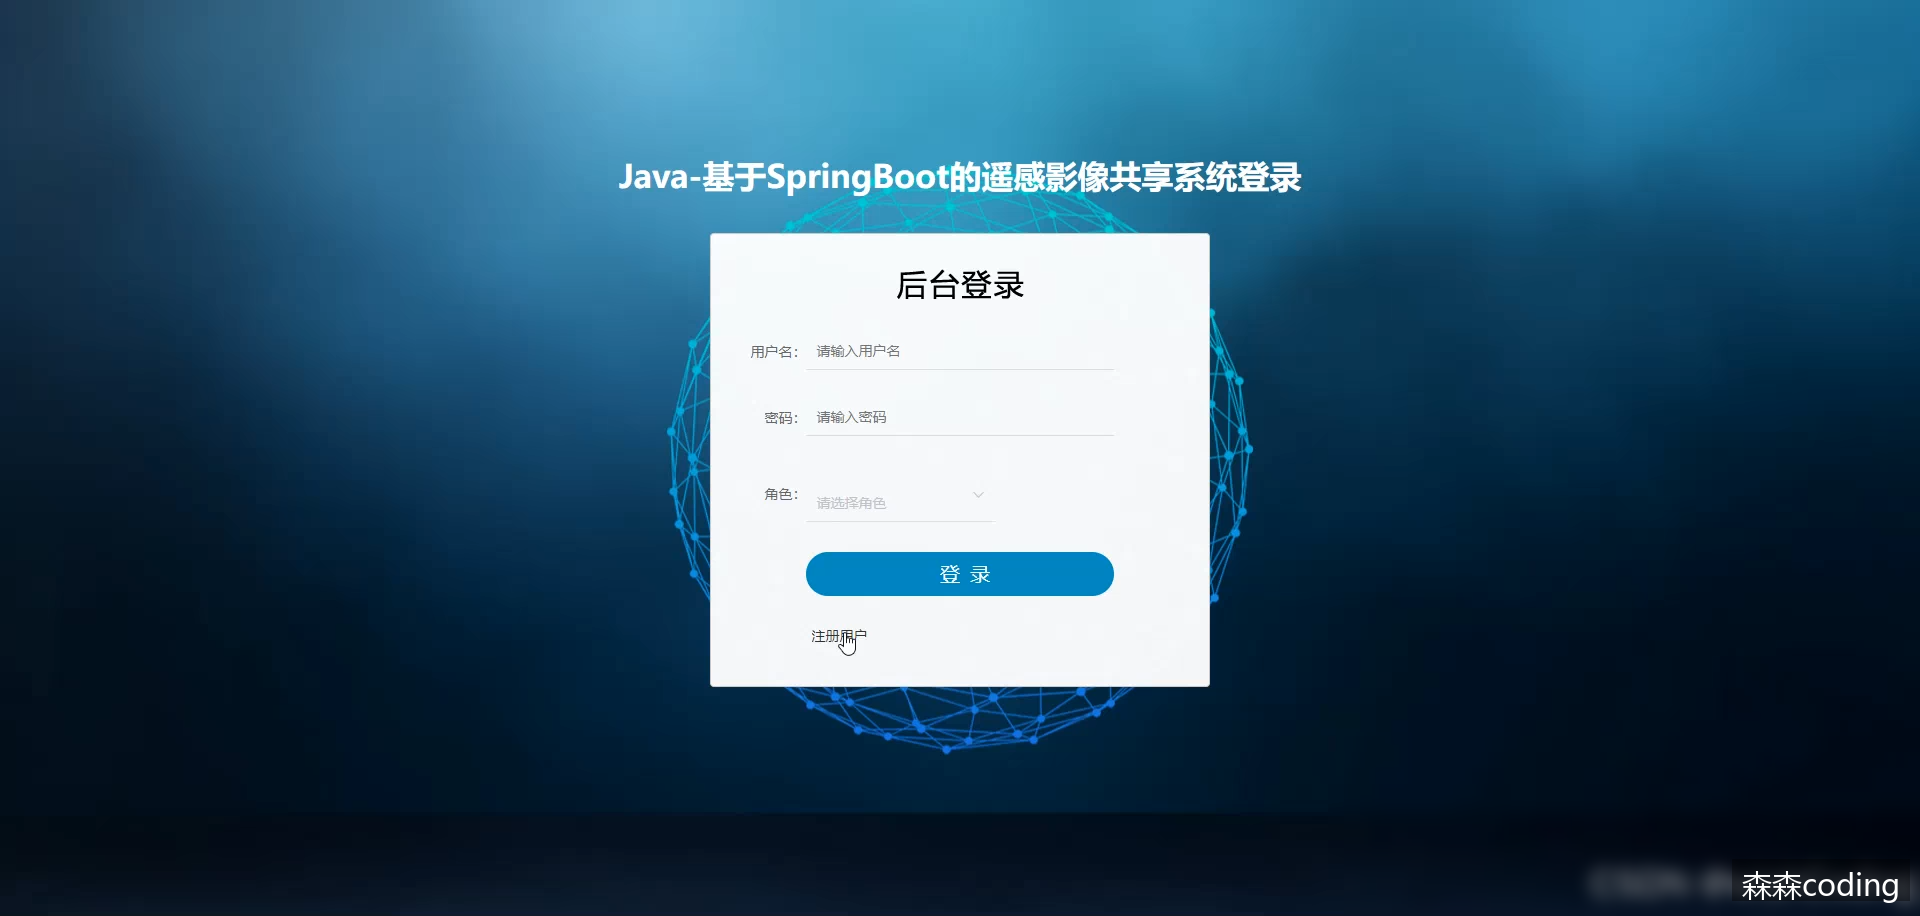 Java-基于SpringBoot的遥感影像共享系统登录
后台登录
用户名： 请输入用户名
密码： 请输入密码
角色： 请选择角色
登 录
注册用户
森森coding